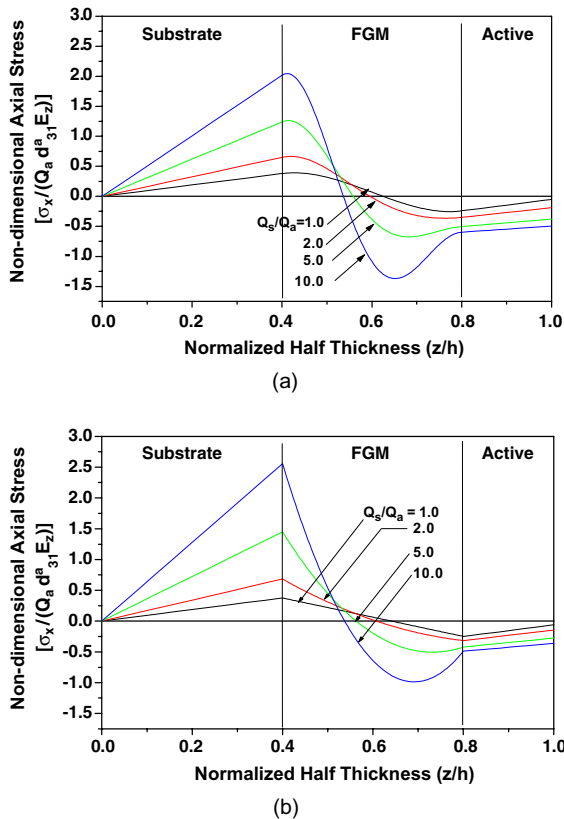 Substrate FGM Active
Non-dimensional Axial Stress
[σx/(Qa d^a_31 Ez)]
3.0
2.5
2.0
1.5
1.0
0.5
0.0
-0.5
-1.0
-1.5
Qs/Qa=1.0
2.0
5.0
10.0
0.0 0.2 0.4 0.6 0.8 1.0
Normalized Half Thickness (z/h)
(a)
Substrate FGM Active
Non-dimensional Axial Stress
[σx/(Qa d^a_31 Ez)]
3.0
2.5
2.0
1.5
1.0
0.5
0.0
-0.5
-1.0
-1.5
Qs/Qa = 1.0
2.0
5.0
10.0
0.0 0.2 0.4 0.6 0.8 1.0
Normalized Half Thickness (z/h)
(b)